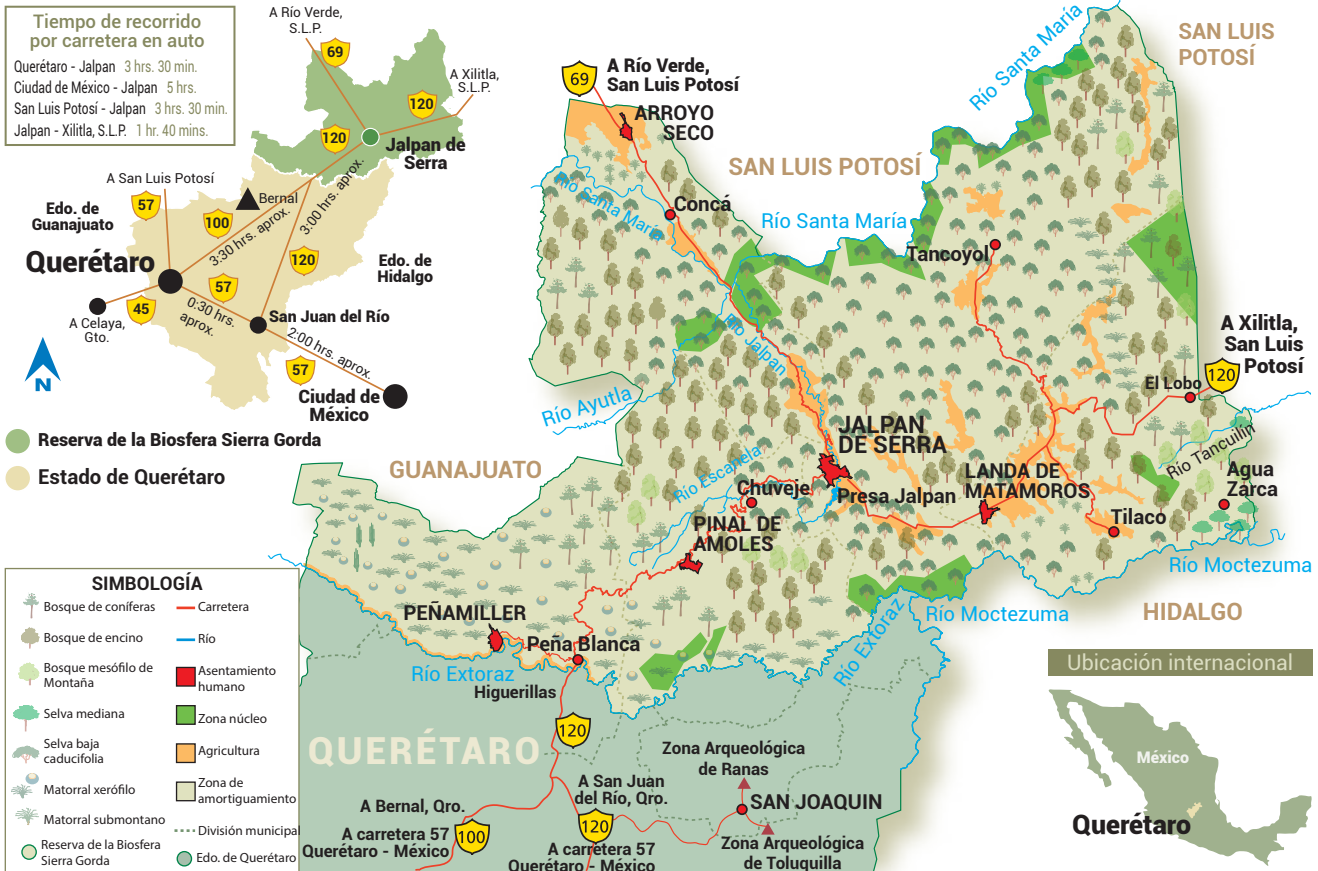 Tiempo de recorrido
por carretera en auto
Querétaro - Jalpan 3 hrs. 30 min.
Ciudad de México - Jalpan 5 hrs.
San Luis Potosí - Jalpan 3 hrs. 30 min.
Jalpan - Xilitla, S.L.P. 1 hr. 40 mins.
A Río Verde,
S.L.P.
69
A Xilitla,
S.L.P.
120
120
Jalpan de
Serra
A San Luis Potosí
57
Bernal
Edo. de
Guanajuato
100
3:30 hrs. aprox.
3:00 hrs. aprox.
120
Edo. de
Hidalgo
Querétaro
57
45
0:30 hrs.
aprox.
A Celaya,
Gto.
San Juan del Río
2:00 hrs. aprox.
57
Ciudad de
México
N
Reserva de la Biosfera Sierra Gorda
Estado de Querétaro
SIMBOLOGÍA
Bosque de coníferas
Bosque de encino
Bosque mesófilo de
Montaña
Selva mediana
Selva baja
caducifolia
Matorral xerófilo
Matorral submontano
Reserva de la Biosfera
Sierra Gorda
Carretera
Río
Asentamiento
humano
Zona núcleo
Agricultura
Zona de
amortiguamiento
División municipal
Edo. de Querétaro
69
A Río Verde,
San Luis Potosí
ARROYO
SECO
SAN LUIS POTOSÍ
Río Santa María
SAN LUIS
POTOSÍ
Río Santa María
Concá
Río Santa María
Tancoyol
Río Jalpan
A Xilitla,
San Luis
Potosí
120
El Lobo
Río Ayutla
JALPAN
DE SERRA
Río Tancuilín
GUANAJUATO
Río Escanela
Chuveje
Presa Jalpan
LANDA DE
MATAMOROS
Agua
Zarca
PINAL DE
AMOLES
Tilaco
Río Moctezuma
PEÑAMILLER
Peña Blanca
Río Extoraz
Higuerillas
Río Extoraz
Río Moctezuma
HIDALGO
120
QUERÉTARO
Zona Arqueológica
de Ranas
A San Juan
del Río, Qro.
SAN JOAQUIN
A Bernal, Qro.
A carretera 57
Querétaro - México
100
120
A carretera 57
Querétaro - México
Zona Arqueológica
de Toluquilla
Ubicación internacional
México
Querétaro